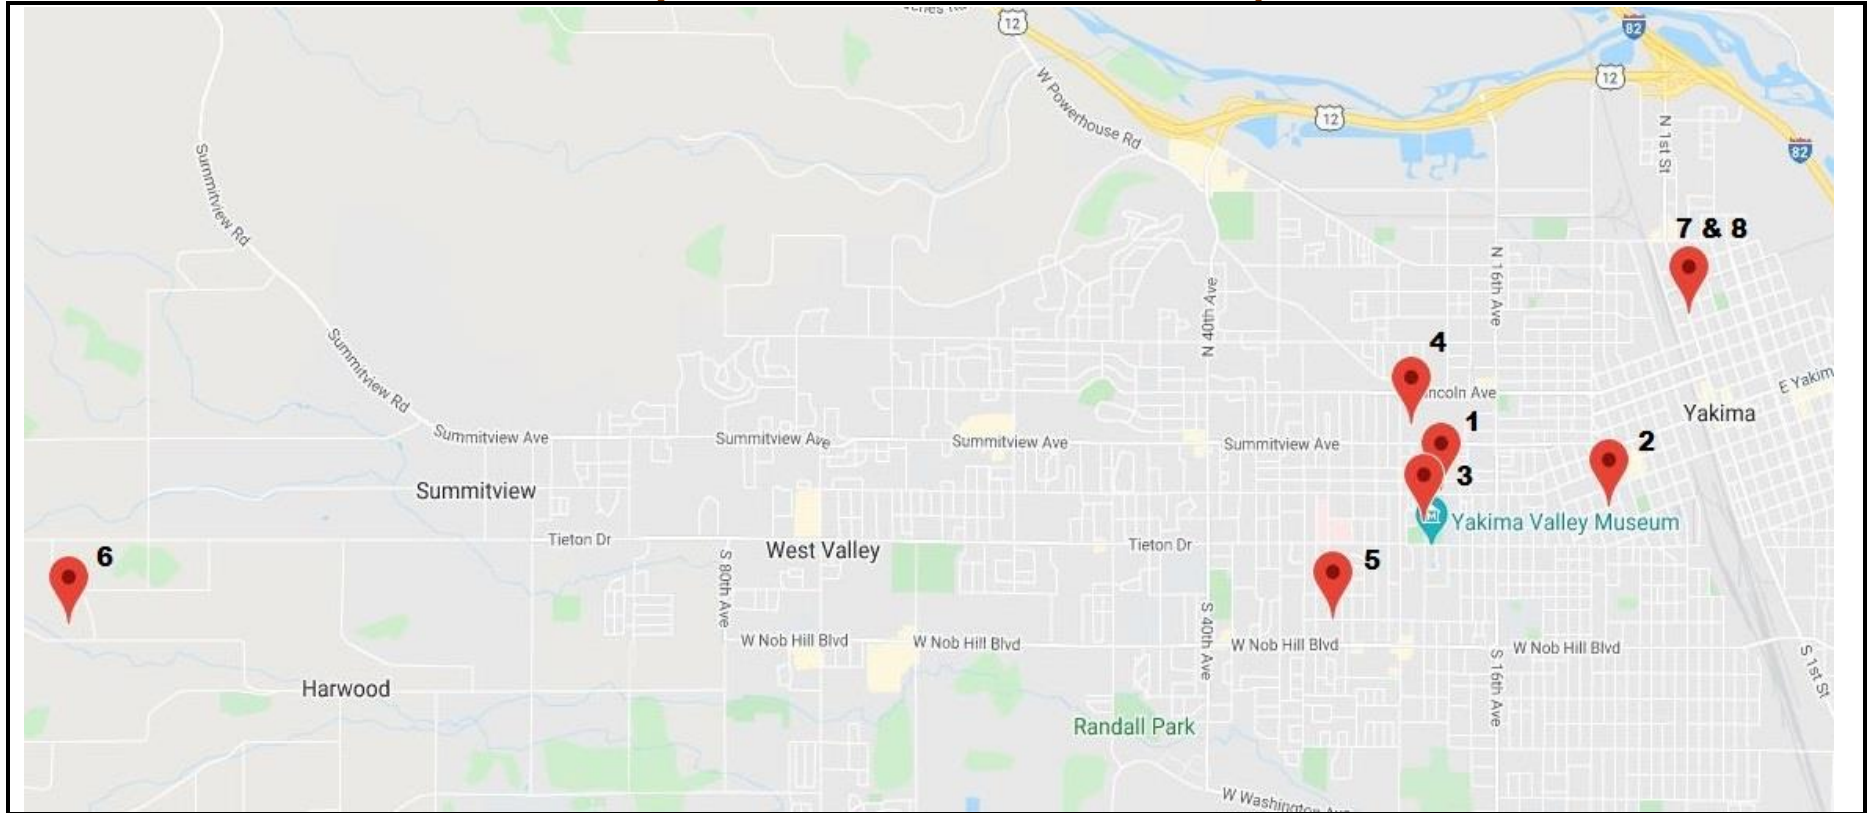 12
82
12
12
82
W Powerhouse Rd
N 1st St
Summitview Rd
7 & 8
N 16th Ave
N 40th Ave
4
Summitview Rd
E Yakim
ncoln Ave
Yakima
1
Summitview Ave
Summitview Ave
Summitview Ave
Summitview Ave
2
3
Summitview
Yakima Valley Museum
Tieton Dr
West Valley
Tieton Dr
6
5
S 80th Ave
S 40th Ave
W Nob Hill Blvd
W Nob Hill Blvd
W Nob Hill Blvd
W Nob Hill Blvd
S 16th Ave
S 1st St
Harwood
Randall Park
W Washington